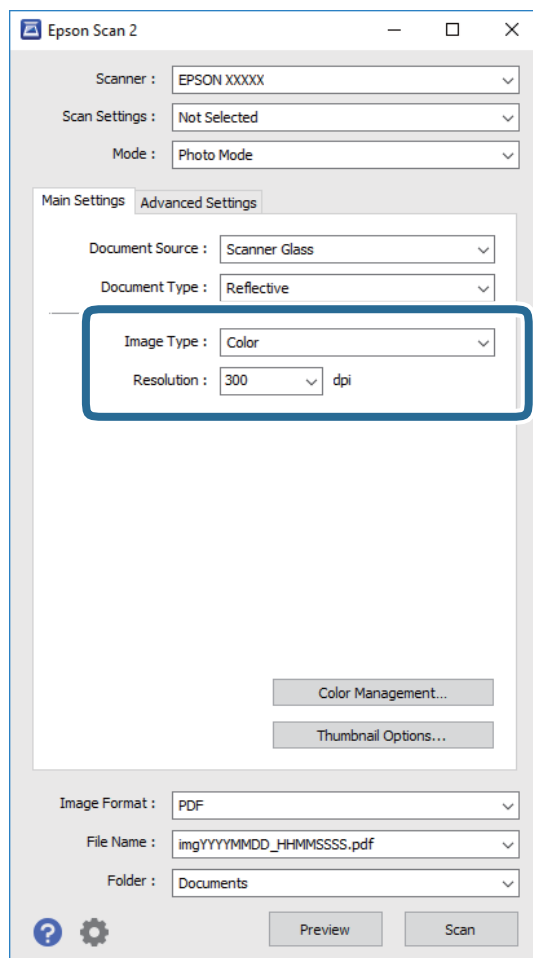 Epson Scan 2
Scanner : EPSON XXXXX
Scan Settings : Not Selected
Mode : Photo Mode
Main Settings Advanced Settings
Document Source : Scanner Glass
Document Type : Reflective
Image Type : Color
Resolution : 300 dpi
Color Management...
Thumbnail Options...
Image Format : PDF
File Name : imgYYYYMMDD_HHMMSSSS.pdf
Folder : Documents
? Preview Scan